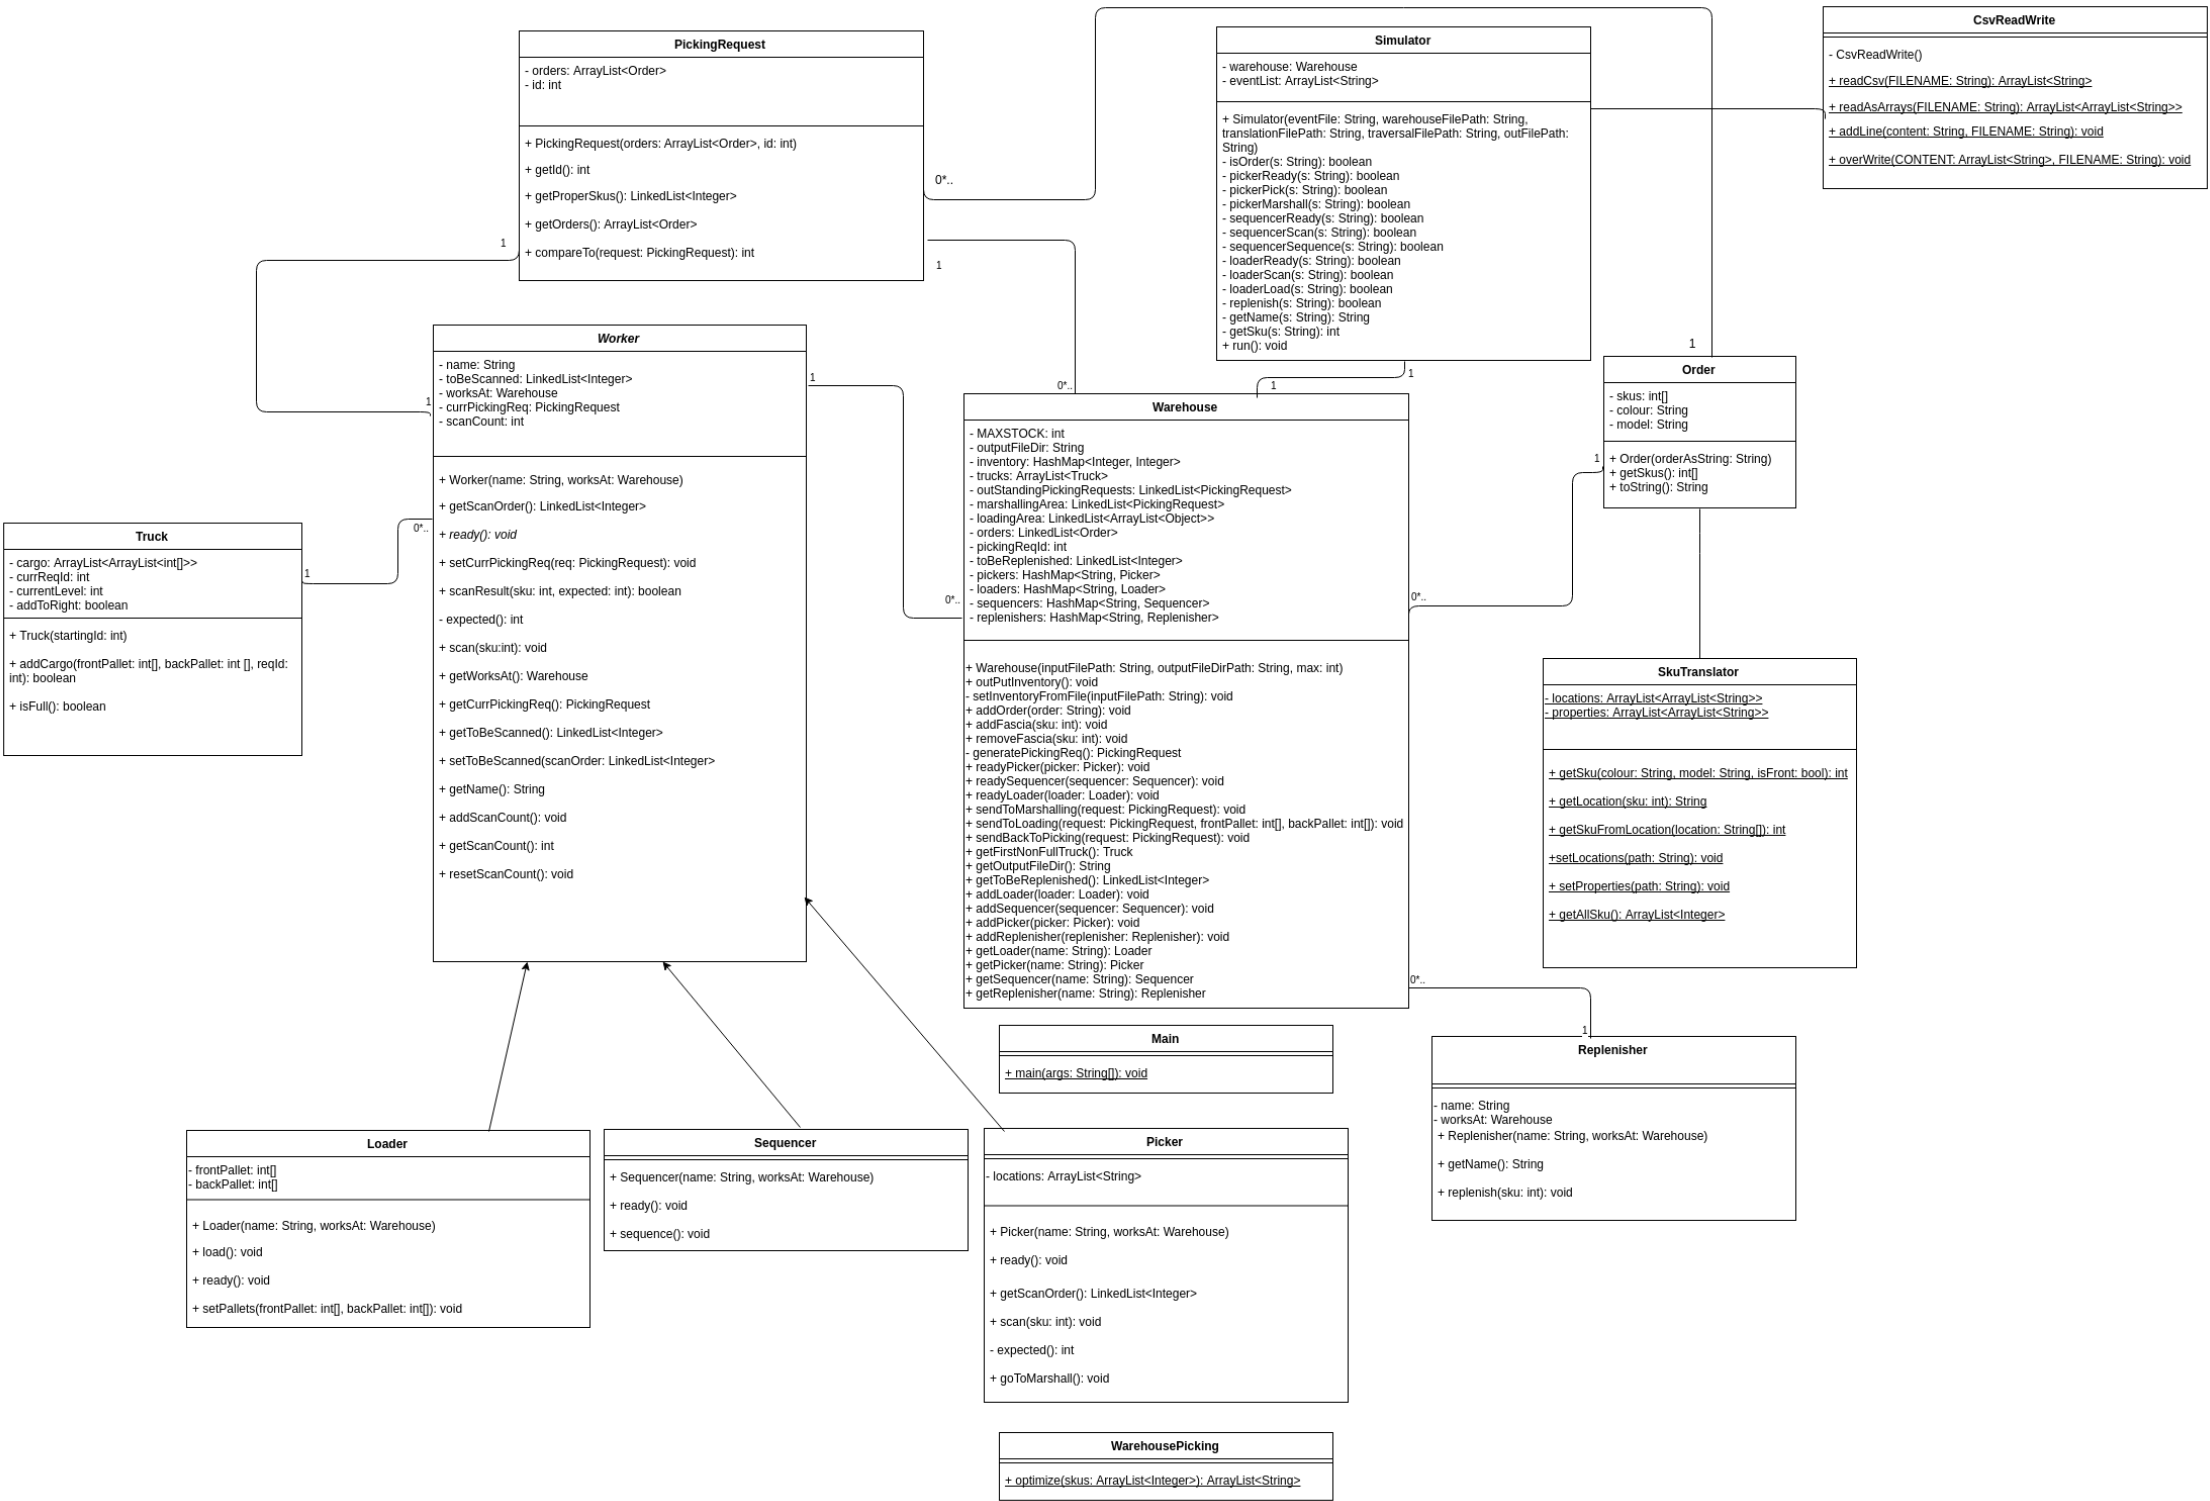 PickingRequest
- orders: ArrayList<Order>
- id: int
+ PickingRequest(orders: ArrayList<Order>, id: int)
+ getId(): int
+ getProperSkus(): LinkedList<Integer>
+ getOrders(): ArrayList<Order>
+ compareTo(request: PickingRequest): int
0*..
1
1
Simulator
- warehouse: Warehouse
- eventList: ArrayList<String>
+ Simulator(eventFile: String, warehouseFilePath: String,
translationFilePath: String, traversalFilePath: String, outFilePath:
String)
- isOrder(s: String): boolean
- pickerReady(s: String): boolean
- pickerPick(s: String): boolean
- pickerMarshall(s: String): boolean
- sequencerReady(s: String): boolean
- sequencerScan(s: String): boolean
- sequencerSequence(s: String): boolean
- loaderReady(s: String): boolean
- loaderScan(s: String): boolean
- loaderLoad(s: String): boolean
- replenish(s: String): boolean
- getName(s: String): String
- getSku(s: String): int
+ run(): void
1
1
CsvReadWrite
- CsvReadWrite()
+ readCsv(FILENAME: String): ArrayList<String>
+ readAsArrays(FILENAME: String): ArrayList<ArrayList<String>>
+ addLine(content: String, FILENAME: String): void
+ overWrite(CONTENT: ArrayList<String>, FILENAME: String): void
Worker
- name: String
- toBeScanned: LinkedList<Integer>
- worksAt: Warehouse
- currPickingReq: PickingRequest
- scanCount: int
+ Worker(name: String, worksAt: Warehouse)
+ getScanOrder(): LinkedList<Integer>
+ ready(): void
+ setCurrPickingReq(req: PickingRequest): void
+ scanResult(sku: int, expected: int): boolean
- expected(): int
+ scan(sku:int): void
+ getWorksAt(): Warehouse
+ getCurrPickingReq(): PickingRequest
+ getToBeScanned(): LinkedList<Integer>
+ setToBeScanned(scanOrder: LinkedList<Integer>
+ getName(): String
+ addScanCount(): void
+ getScanCount(): int
+ resetScanCount(): void
1
0*..
1
1
0*..
0*..
Truck
- cargo: ArrayList<ArrayList<int[]>>
- currReqId: int
- currentLevel: int
- addToRight: boolean
+ Truck(startingId: int)
+ addCargo(frontPallet: int[], backPallet: int [], reqId:
int): boolean
+ isFull(): boolean
Warehouse
- MAXSTOCK: int
- outputFileDir: String
- inventory: HashMap<Integer, Integer>
- trucks: ArrayList<Truck>
- outStandingPickingRequests: LinkedList<PickingRequest>
- marshallingArea: LinkedList<PickingRequest>
- loadingArea: LinkedList<ArrayList<Object>>
- orders: LinkedList<Order>
- pickingReqId: int
- toBeReplenished: LinkedList<Integer>
- pickers: HashMap<String, Picker>
- loaders: HashMap<String, Loader>
- sequencers: HashMap<String, Sequencer>
- replenishers: HashMap<String, Replenisher>
+ Warehouse(inputFilePath: String, outputFileDirPath: String, max: int)
+ outPutInventory(): void
- setInventoryFromFile(inputFilePath: String): void
+ addOrder(order: String): void
+ addFascia(sku: int): void
+ removeFascia(sku: int): void
- generatePickingReq(): PickingRequest
+ readyPicker(picker: Picker): void
+ readySequencer(sequencer: Sequencer): void
+ readyLoader(loader: Loader): void
+ sendToMarshalling(request: PickingRequest): void
+ sendToLoading(request: PickingRequest, frontPallet: int[], backPallet: int[]): void
+ sendBackToPicking(request: PickingRequest): void
+ getFirstNonFullTruck(): Truck
+ getOutputFileDir(): String
+ getToBeReplenished(): LinkedList<Integer>
+ addLoader(loader: Loader): void
+ addSequencer(sequencer: Sequencer): void
+ addPicker(picker: Picker): void
+ addReplenisher(replenisher: Replenisher): void
+ getLoader(name: String): Loader
+ getPicker(name: String): Picker
+ getSequencer(name: String): Sequencer
+ getReplenisher(name: String): Replenisher
1
Order
- skus: int[]
- colour: String
- model: String
+ Order(orderAsString: String)
+ getSkus(): int[]
+ toString(): String
1
0*..
SkuTranslator
- locations: ArrayList<ArrayList<String>>
- properties: ArrayList<ArrayList<String>>
+ getSku(colour: String, model: String, isFront: bool): int
+ getLocation(sku: int): String
+ getSkuFromLocation(location: String[]): int
+setLocations(path: String): void
+ setProperties(path: String): void
+ getAllSku(): ArrayList<Integer>
0*..
1
Main
+ main(args: String[]): void
Replenisher
- name: String
- worksAt: Warehouse
+ Replenisher(name: String, worksAt: Warehouse)
+ getName(): String
+ replenish(sku: int): void
Loader
- frontPallet: int[]
- backPallet: int[]
+ Loader(name: String, worksAt: Warehouse)
+ load(): void
+ ready(): void
+ setPallets(frontPallet: int[], backPallet: int[]): void
Sequencer
+ Sequencer(name: String, worksAt: Warehouse)
+ ready(): void
+ sequence(): void
Picker
- locations: ArrayList<String>
+ Picker(name: String, worksAt: Warehouse)
+ ready(): void
+ getScanOrder(): LinkedList<Integer>
+ scan(sku: int): void
- expected(): int
+ goToMarshall(): void
WarehousePicking
+ optimize(skus: ArrayList<Integer>): ArrayList<String>